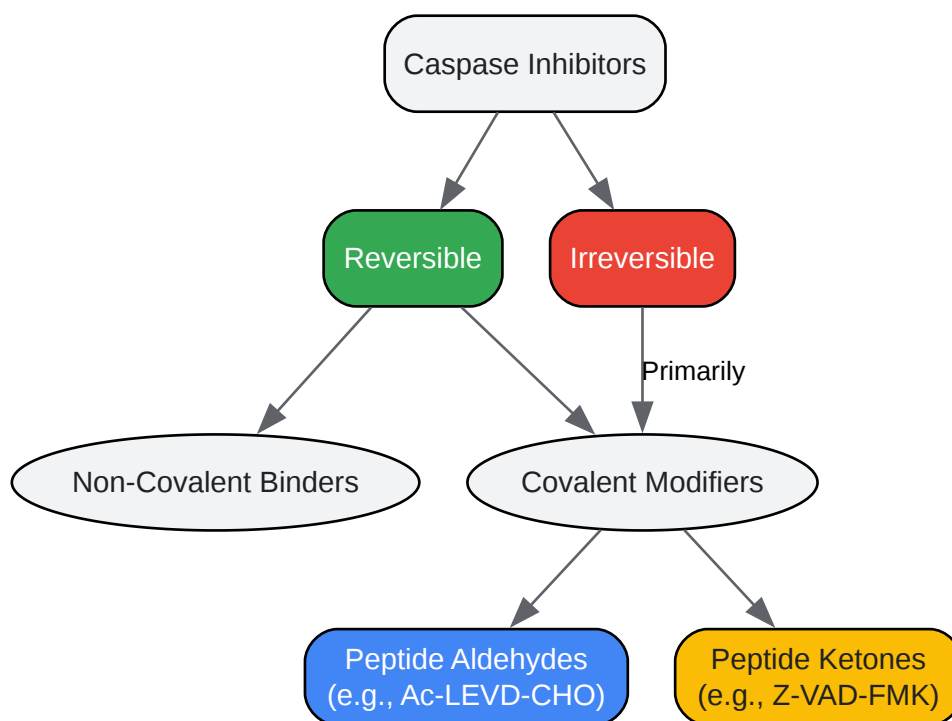 Caspase Inhibitors
Reversible
Irreversible
Primarily
Non-Covalent Binders
Covalent Modifiers
Peptide Aldehydes
(e.g., Ac-LEVD-CHO)
Peptide Ketones
(e.g., Z-VAD-FMK)